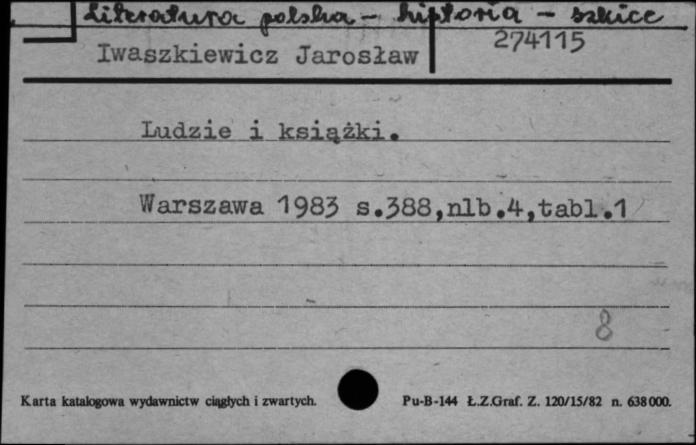 Literatura polska - historia - szkice
Iwaszkiewicz Jarosław 274115
Ludzie i książki.
Warszawa 1983 s.388,nlb.4,tabl.1
8
Karta katalogowa wydawnictw ciągłych i zwartych. Pu-B-144 Ł.Z.Graf. Z. 120/15/82 n. 638000.